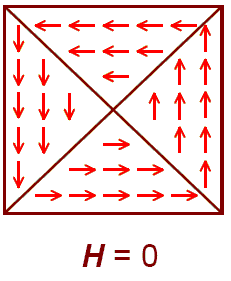 H = 0